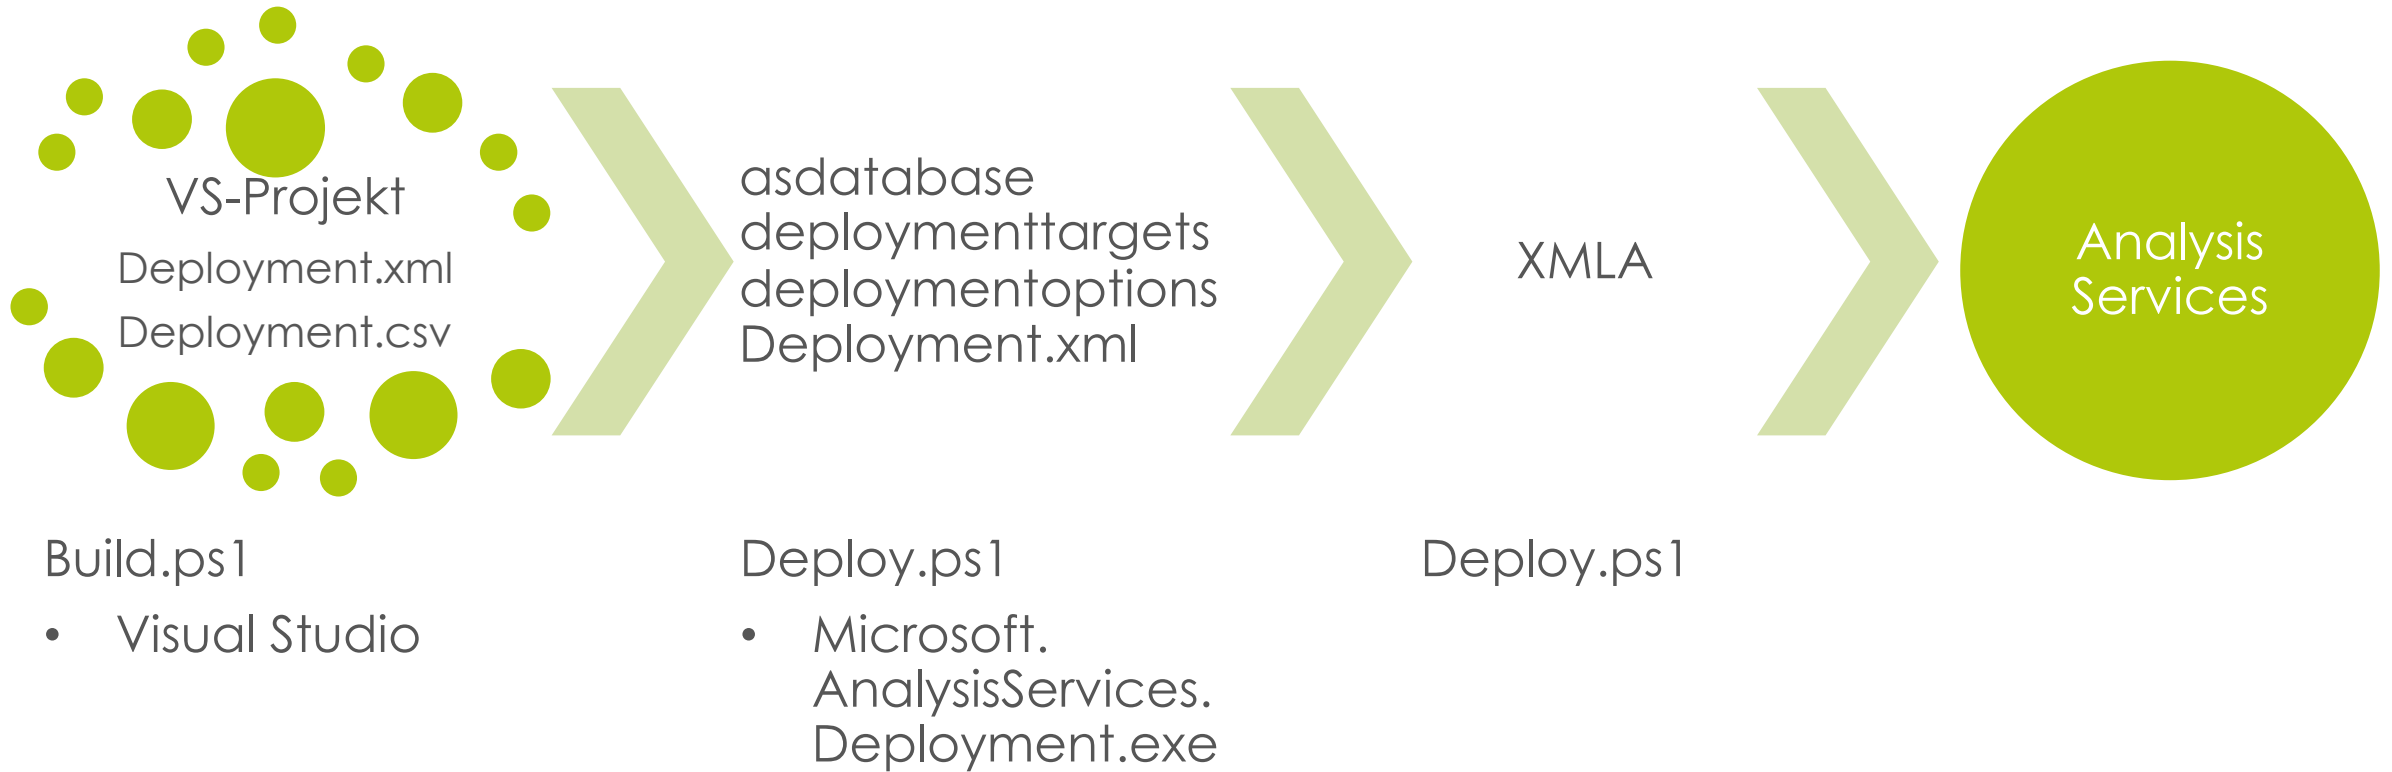 VS-Projekt
Deployment.xml
Deployment.csv
asdatabase
deploymenttargets
deploymentoptions
Deployment.xml
XMLA
Analysis
Services
Build.ps1
• Visual Studio
Deploy.ps1
• Microsoft.
AnalysisServices.
Deployment.exe
Deploy.ps1